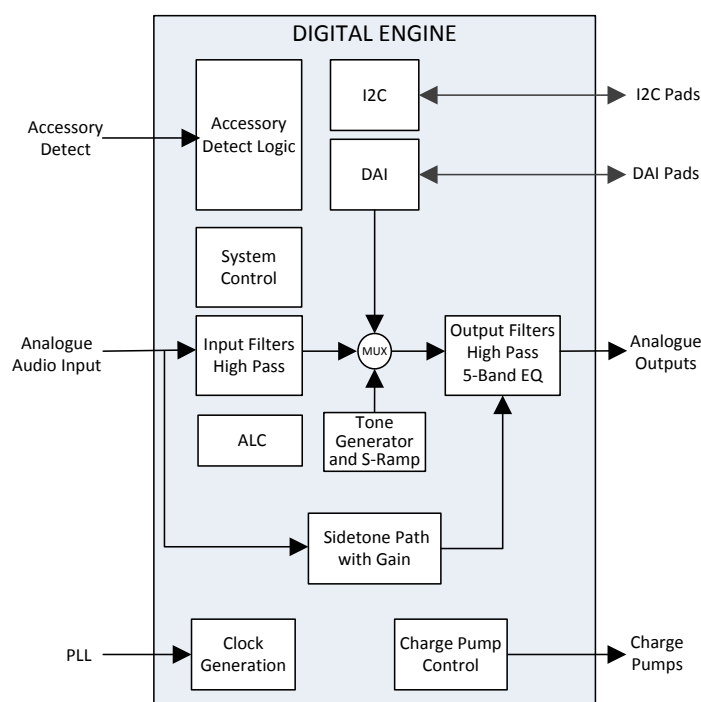 DIGITAL ENGINE
I2C
I2C Pads
Accessory
Detect
Accessory
Detect Logic
DAI
DAI Pads
System
Control
Analogue
Audio Input
Input Filters
High Pass
MUX
Output Filters
High Pass
5-Band EQ
Analogue
Outputs
ALC
Tone
Generator
and S-Ramp
Sidetone Path
with Gain
PLL
Clock
Generation
Charge Pump
Control
Charge
Pumps